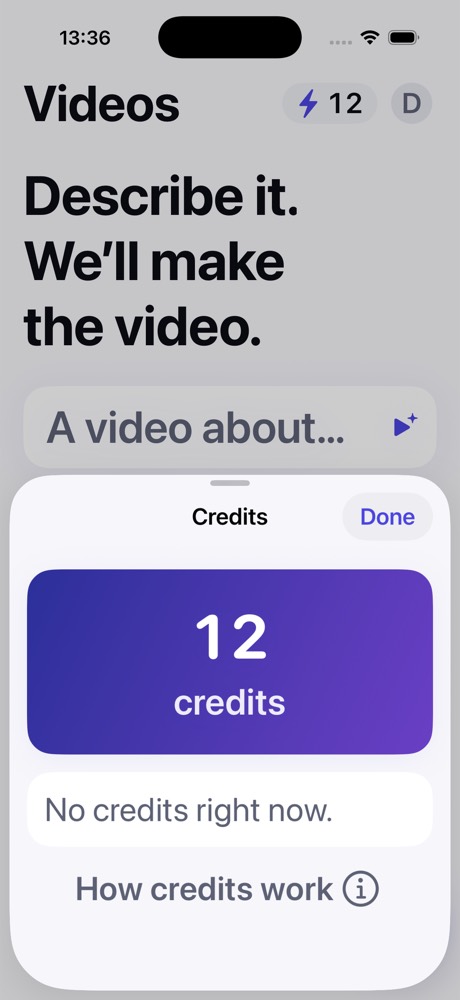 13:36
Videos
12
D
Describe it.
We’ll make
the video.
A video about...
Credits
Done
12
credits
No credits right now.
How credits work